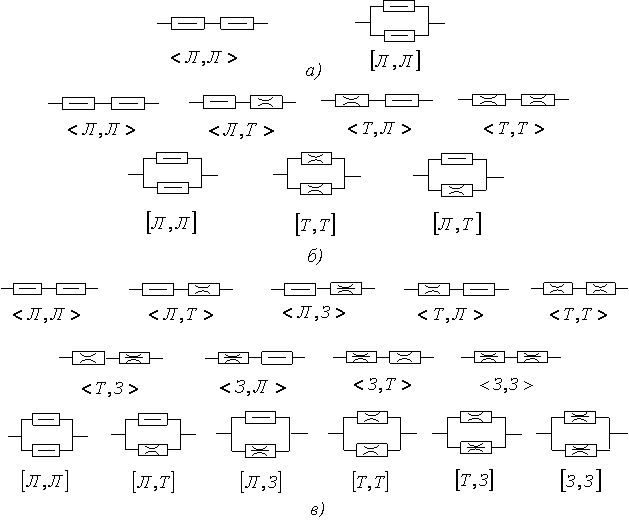 <Л,Л> [Л,Л]
а)
<Л,Л> <Л,Т> <Т,Л> <Т,Т>
[Л,Л] [Т,Т] [Л,Т]
б)
<Л,Л> <Л,Т> <Л,З> <Т,Л> <Т,Т>
<Т,З> <З,Л> <З,Т> <З,З>
[Л,Л] [Л,Т] [Л,З] [Т,Т] [Т,З] [З,З]
в)